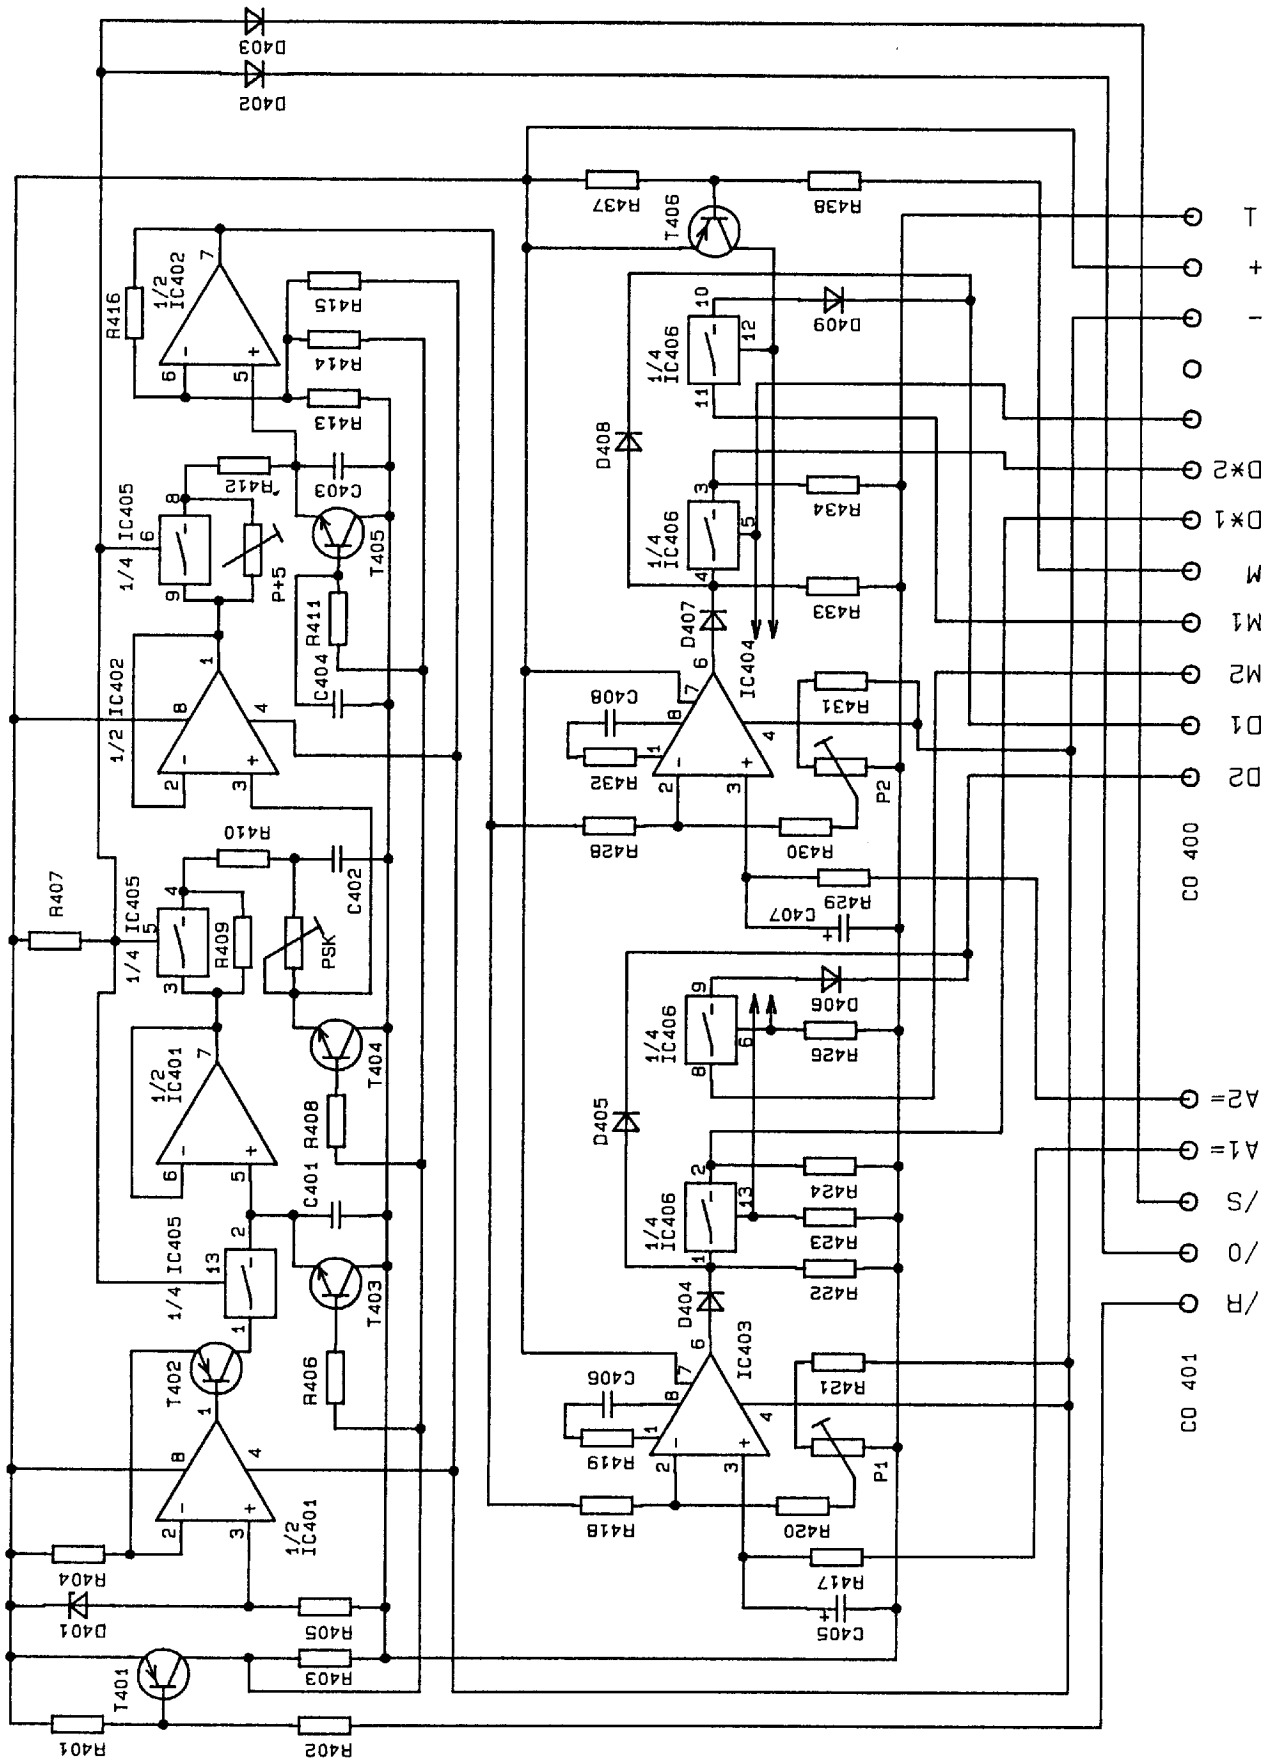 D403
D402
R437
T406
R438
⊥
+
-
D*2
D*1
M
M1
M2
D1
D2
CO 400
R416
1/2
IC402
7
6
-
+
5
R415
R414
R413
D408
1/4
IC406
10
12
11
D409
1/4 IC405
6
8
9
R412
C403
P+5
T405
R411
C404
1/4
IC406
3
5
4
R434
R433
D407
IC404
1/2 IC402
1
8
4
2
-
+
3
C408
R432
6
7
8
1
4
2
-
+
3
R431
P2
R430
R428
R429
C407
R410
C402
R407
1/4 IC405
5
4
3
R409
PSK
T404
R408
1/2
IC401
7
6
-
+
5
C401
D405
1/4
IC406
9
6
8
D406
R426
1/4
IC406
2
13
1
R424
R423
R422
D404
IC403
1/4 IC405
13
2
1
T402
T403
R406
1
8
4
2
-
+
3
1/2
IC401
C406
R419
6
7
8
1
4
2
-
+
3
R421
P1
R420
R418
R417
C405
R404
D401
R405
R403
T401
R401
R402
A2=
A1=
/S
/O
/R
CO 401